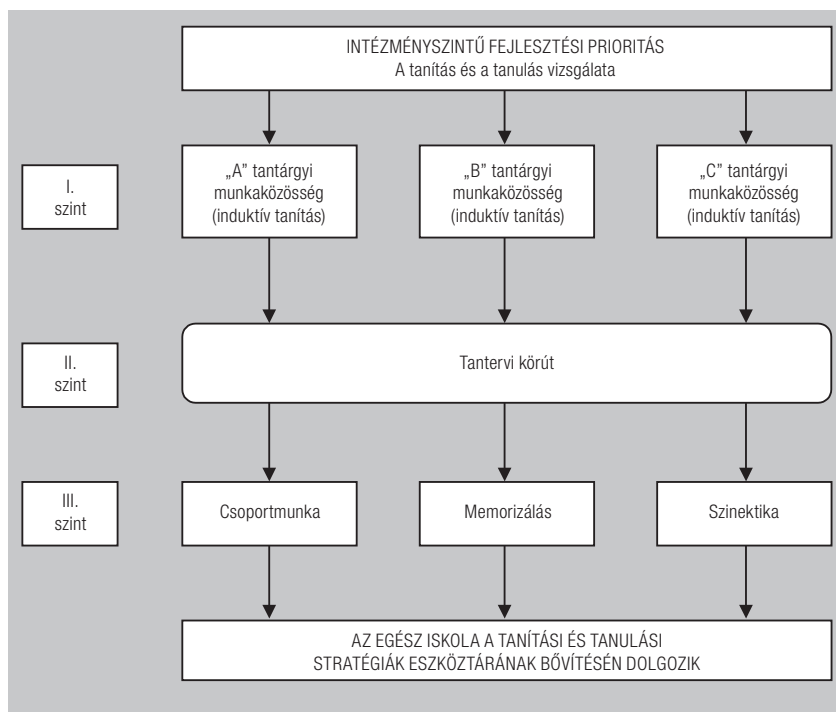 INTÉZMÉNYSZINTŰ FEJLESZTÉSI PRIORITÁS
A tanítás és a tanulás vizsgálata
I.
szint
„A” tantárgyi
munkaközösség
(induktív tanítás)
„B” tantárgyi
munkaközösség
(induktív tanítás)
„C” tantárgyi
munkaközösség
(induktív tanítás)
II.
szint
Tantervi körút
III.
szint
Csoportmunka
Memorizálás
Szinektika
AZ EGÉSZ ISKOLA A TANÍTÁSI ÉS TANULÁSI
STRATÉGIÁK ESZKÖZTÁRÁNAK BŐVÍTÉSÉN DOLGOZIK